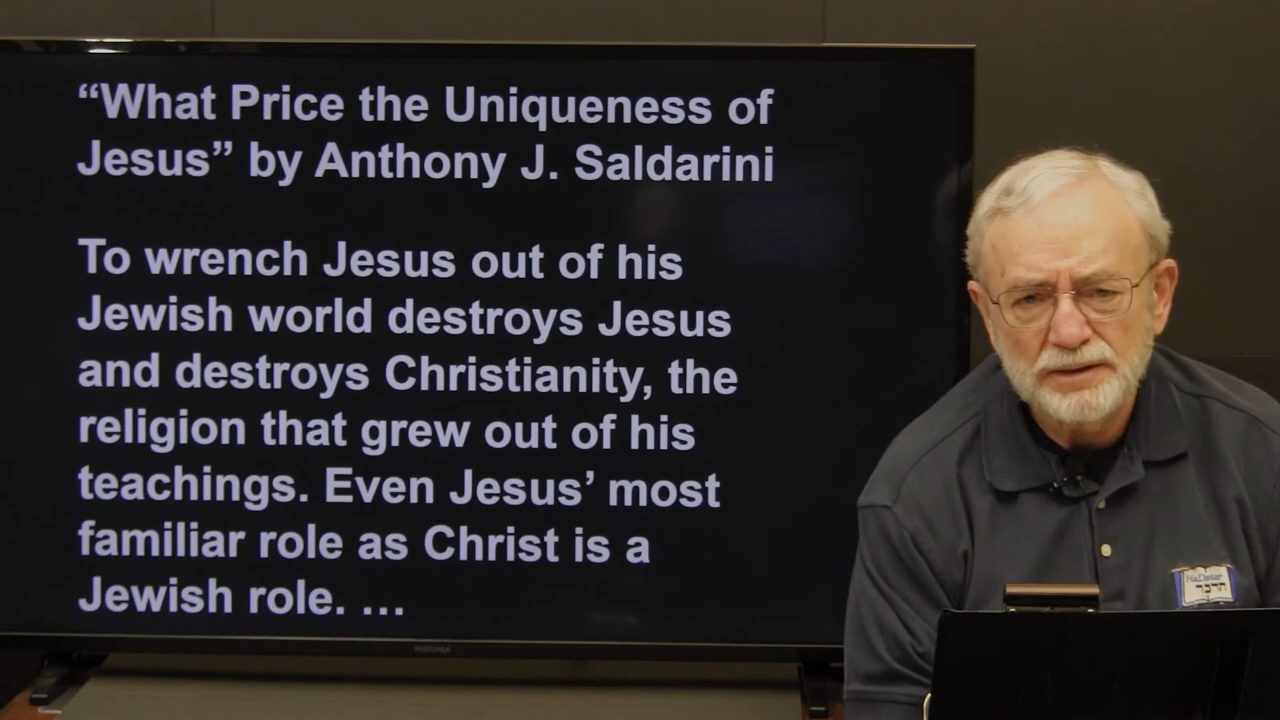 “What Price the Uniqueness of
Jesus” by Anthony J. Saldarini
To wrench Jesus out of his
Jewish world destroys Jesus
and destroys Christianity, the
religion that grew out of his
teachings. Even Jesus’ most
familiar role as Christ is a
Jewish role. …
INSIGNIA
HaDavar
הדבר